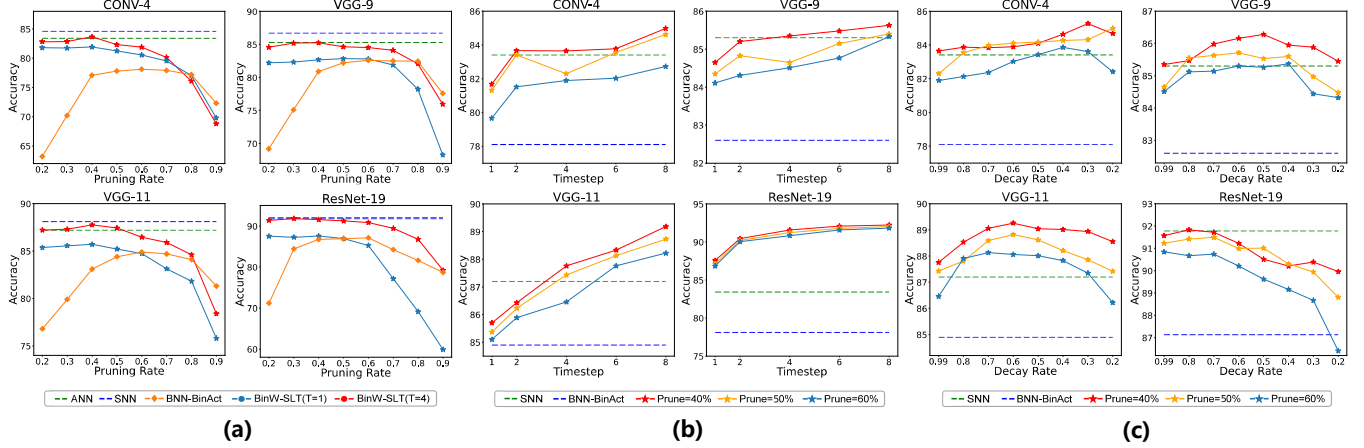 CONV-4
VGG-9
Accuracy
85
80
75
70
65
0.2 0.3 0.4 0.5 0.6 0.7 0.8 0.9
Pruning Rate
Accuracy
90
85
80
75
70
0.2 0.3 0.4 0.5 0.6 0.7 0.8 0.9
Pruning Rate
VGG-11
ResNet-19
Accuracy
90
85
80
75
0.2 0.3 0.4 0.5 0.6 0.7 0.8 0.9
Pruning Rate
Accuracy
90
80
70
60
0.2 0.3 0.4 0.5 0.6 0.7 0.8 0.9
Pruning Rate
ANN SNN BNN-BinAct BinW-SLT(T=1) BinW-SLT(T=4)
(a)
CONV-4
VGG-9
Accuracy
86
84
82
80
78
1 2 4 6 8
Timestep
Accuracy
86
85
84
83
82
1 2 4 6 8
Timestep
VGG-11
ResNet-19
Accuracy
90
89
88
87
86
85
1 2 4 6 8
Timestep
Accuracy
95
90
85
80
75
1 2 4 6 8
Timestep
SNN BNN-BinAct Prune=40% Prune=50% Prune=60%
(b)
CONV-4
VGG-9
Accuracy
86
84
82
80
78
0.99 0.8 0.7 0.6 0.5 0.4 0.3 0.2
Decay Rate
Accuracy
87
86
85
84
83
0.99 0.8 0.7 0.6 0.5 0.4 0.3 0.2
Decay Rate
VGG-11
ResNet-19
Accuracy
90
89
88
87
86
85
0.99 0.8 0.7 0.6 0.5 0.4 0.3 0.2
Decay Rate
Accuracy
93
92
91
90
89
88
87
0.99 0.8 0.7 0.6 0.5 0.4 0.3 0.2
Decay Rate
SNN BNN-BinAct Prune=40% Prune=50% Prune=60%
(c)